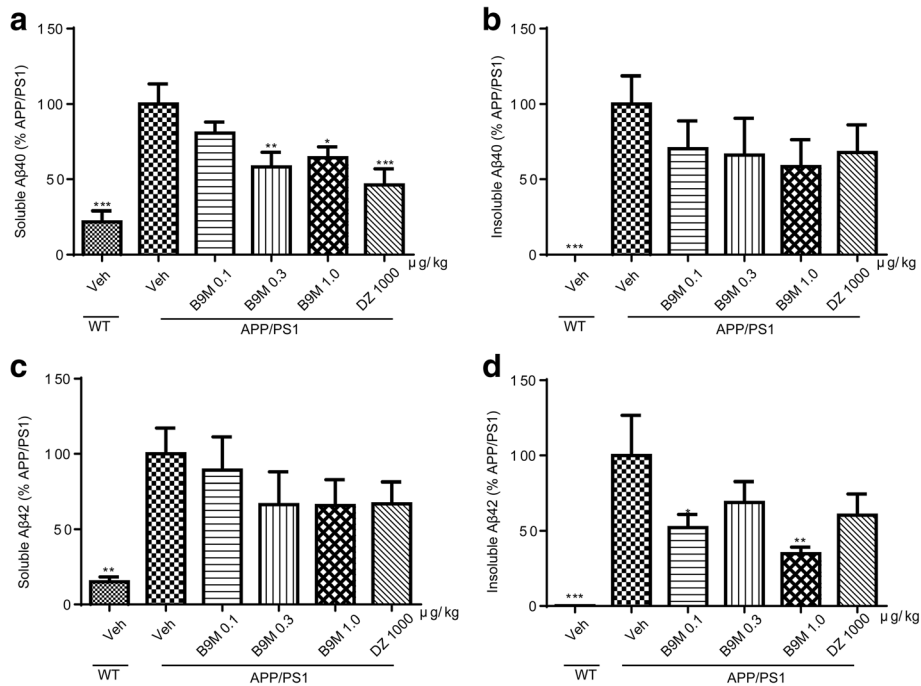 a
Soluble Aβ40 (% APP/PS1)
150
100
50
0
***
**
*
***
Veh
Veh
B9M 0.1
B9M 0.3
B9M 1.0
DZ 1000
μg/kg
WT
APP/PS1
b
Insoluble Aβ40 (% APP/PS1)
150
100
50
0
***
Veh
Veh
B9M 0.1
B9M 0.3
B9M 1.0
DZ 1000
μg/kg
WT
APP/PS1
c
Soluble Aβ42 (% APP/PS1)
150
100
50
0
**
Veh
Veh
B9M 0.1
B9M 0.3
B9M 1.0
DZ 1000
μg/kg
WT
APP/PS1
d
Insoluble Aβ42 (% APP/PS1)
150
100
50
0
***
*
**
Veh
Veh
B9M 0.1
B9M 0.3
B9M 1.0
DZ 1000
μg/kg
WT
APP/PS1